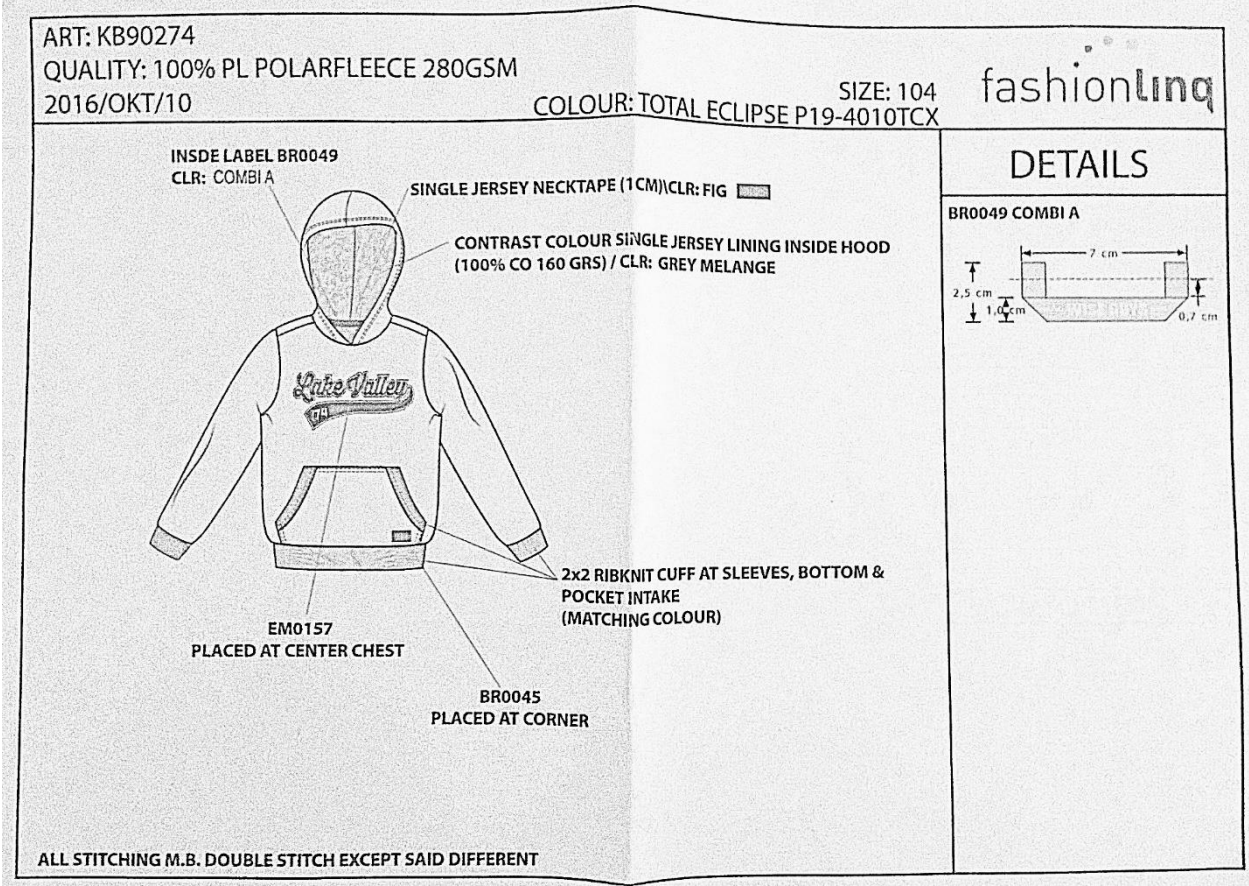 ART: KB90274
QUALITY: 100% PL POLARFLEECE 280GSM
2016/OKT/10
SIZE: 104
COLOUR: TOTAL ECLIPSE P19-4010TCX
fashionlinq
INSDE LABEL BR0049
CLR: COMBI A
SINGLE JERSEY NECKTAPE (1CM)\CLR: FIG
CONTRAST COLOUR SINGLE JERSEY LINING INSIDE HOOD
(100% CO 160 GRS) / CLR: GREY MELANGE
Lake Valley
2x2 RIBKNIT CUFF AT SLEEVES, BOTTOM &
POCKET INTAKE
(MATCHING COLOUR)
EM0157
PLACED AT CENTER CHEST
BR0045
PLACED AT CORNER
ALL STITCHING M.B. DOUBLE STITCH EXCEPT SAID DIFFERENT
DETAILS
BR0049 COMBI A
7 cm
2,5 cm
1,0 cm
0,7 cm